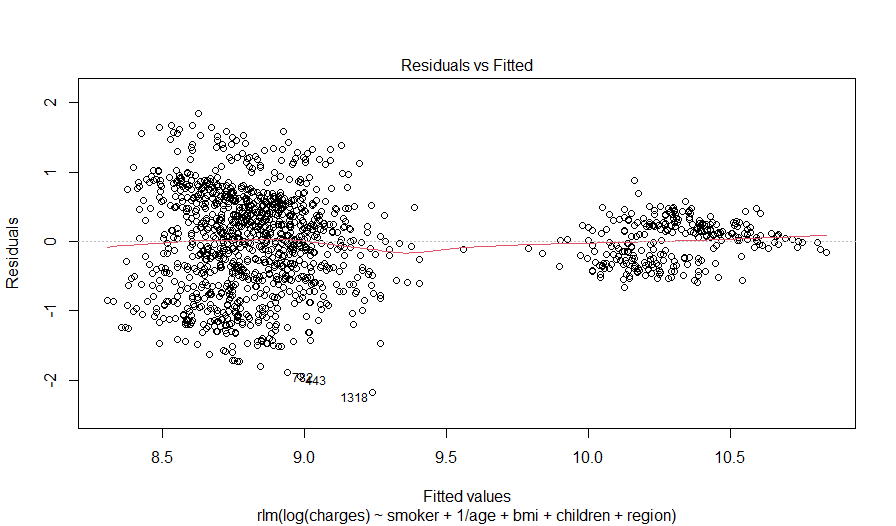 Residuals vs Fitted
Residuals
2
1
0
-1
-2
782
443
1318
8.5 9.0 9.5 10.0 10.5
Fitted values
rlm(log(charges) ~ smoker + 1/age + bmi + children + region)